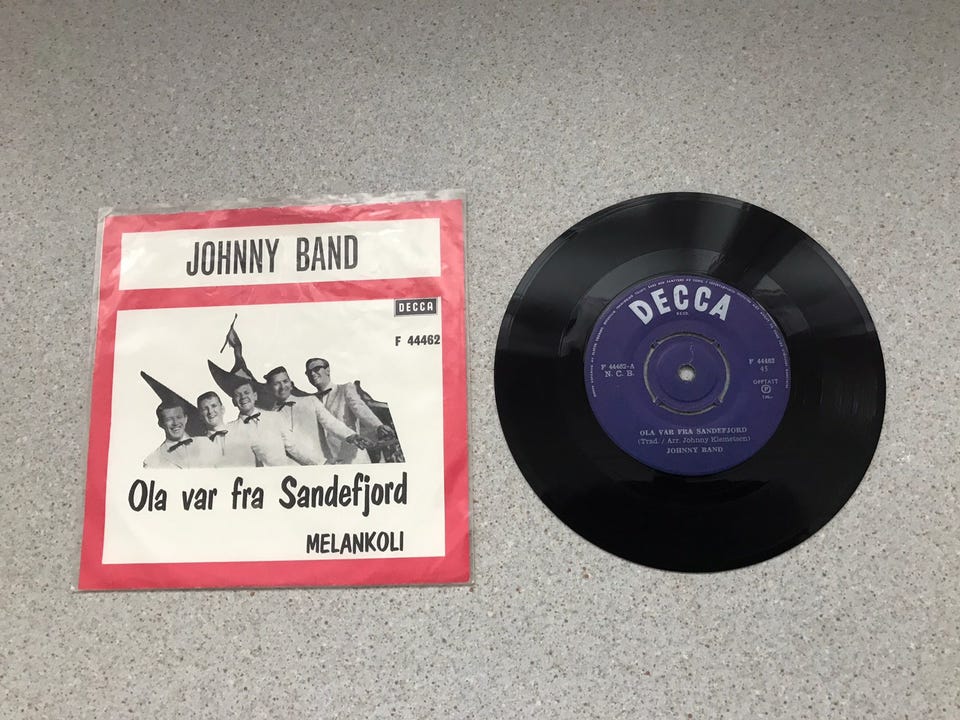 JOHNNY BAND
DECCA
F 44462
Ola var fra Sandefjord
MELANKOLI
DECCA
F 44462-A
N. C. B.
F 44462
45
OPPTATT
P
OLA VAR FRA SANDEFJORD
(Trad. / Arr. Johnny Klemetsen)
JOHNNY BAND